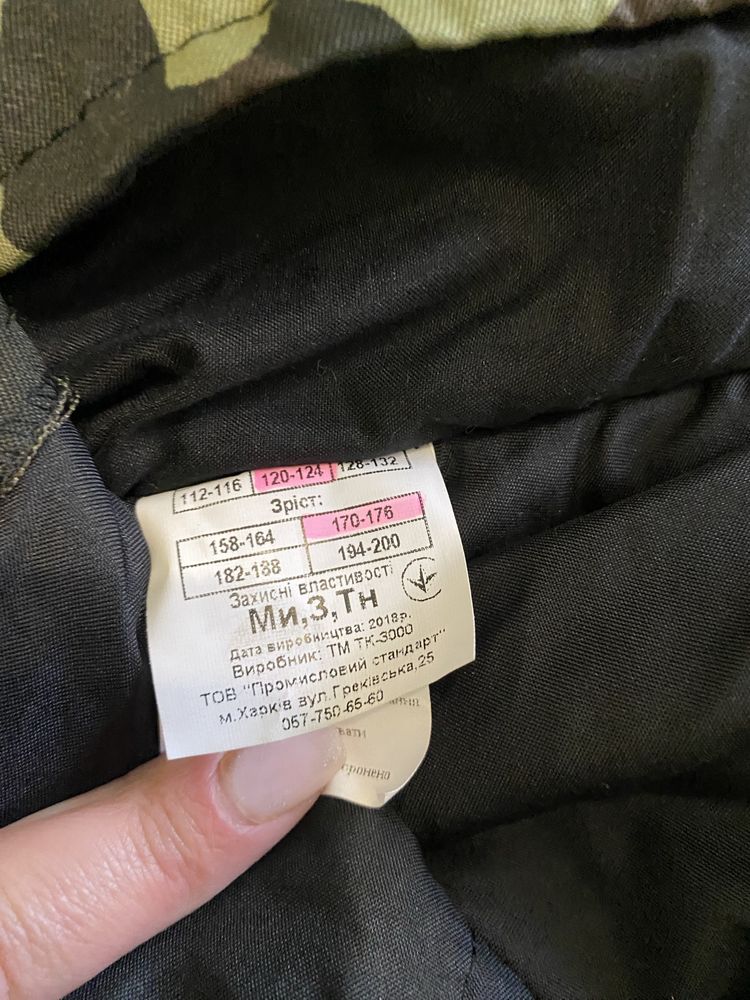 112-116 120-124 128-132
Зріст:
158-164 170-176
182-188 194-200
Захисні властивості
Ми,З,Тн
Дата виробництва: 2018р.
Виробник: ТМ ТК-3000
ТОВ "Промисловий стандарт"
м.Харків вул.Греківська,25
057-750-65-60